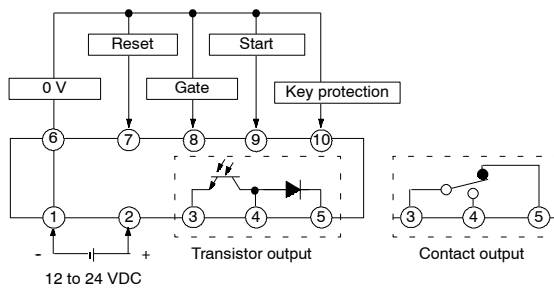 Reset
Start
0 V
Gate
Key protection
6
7
8
9
10
1
2
3
4
5
3
4
5
- +
Transistor output
Contact output
12 to 24 VDC